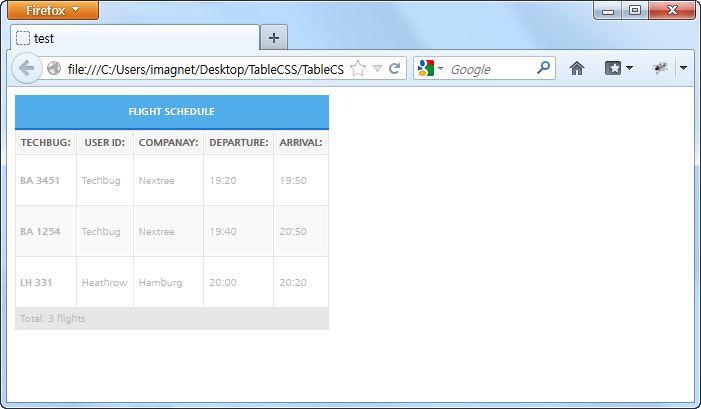 Firefox
test
file:///C:/Users/imagnet/Desktop/TableCSS/TableCS
Google
FLIGHT SCHEDULE
TECHBUG: USER ID: COMPANAY: DEPARTURE: ARRIVAL:
BA 3451 Techbug Nextree 19:20 19:50
BA 1254 Techbug Nextree 19:40 20:50
LH 331 Heathrow Hamburg 20:00 20:20
Total: 3 flights